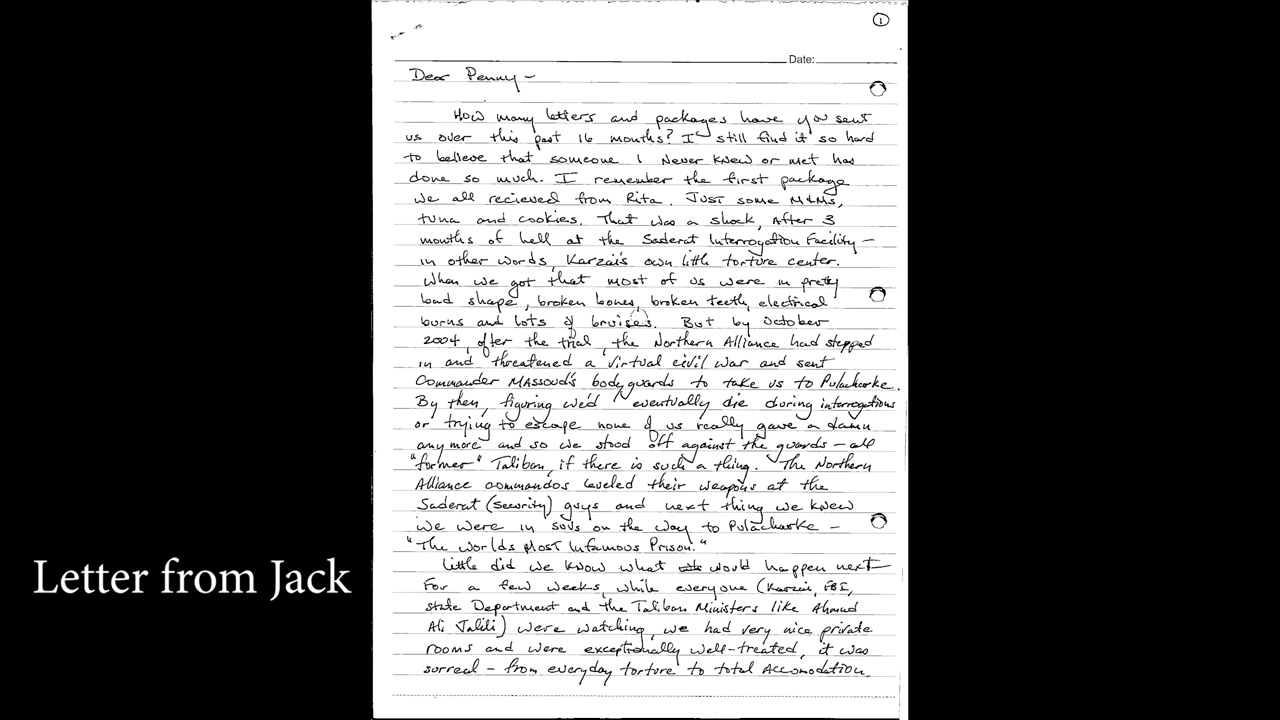 1
Date:
Dear Penny -
How many letters and packages have you sent
us over this past 16 months? I still find it so hard
to believe that someone I never knew or met has
done so much. I remember the first package
we all recieved from Rita. Just some M+Ms,
tuna and cookies. That was a shock, after 3
months of hell at the Saderat Interrogation Facility -
in other words, Karzai's own little torture center.
When we got that most of us were in pretty
bad shape, broken bones, broken teeth, electrical
burns and lots of bruises. But by October
2004, after the trial, the Northern Alliance had stepped
in and threatened a virtual civil war and sent
Commander MAssoud's bodyguards to take us to Pulacharke.
By then, figuring we'd eventually die during interrogations
or trying to escape none of us really gave a damn
anymore and so we stood off against the guards - all
"former" Taliban, if there is such a thing. The Northern
Alliance commandos leveled their weapons at the
Saderat (security) guys and next thing we knew
we were in suvs on the way to Pulacharke -
"The Worlds Most Infamous Prison."
Little did we know what would happen next
For a few weeks, while everyone (Karzai, FBI,
State Department and the Taliban Ministers like Ahmad
Ali Jalili) were watching, we had very nice private
rooms and were exceptionally well-treated, it was
surreal - from everyday torture to total Accomodation.
Letter from Jack